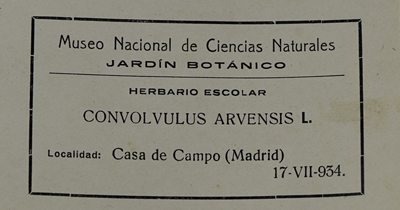 Museo Nacional de Ciencias Naturales
JARDÍN BOTÁNICO
HERBARIO ESCOLAR
CONVOLVULUS ARVENSIS L.
Localidad: Casa de Campo (Madrid)
17-VII-934.